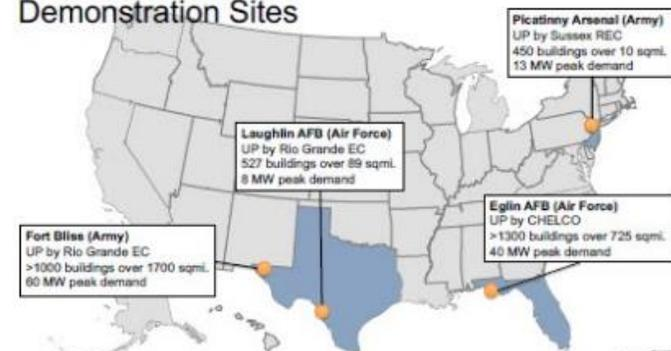 Demonstration Sites
Picatinny Arsenal (Army)
UP by Sussex REC
450 buildings over 10 sqmi.
13 MW peak demand
Laughlin AFB (Air Force)
UP by Rio Grande EC
527 buildings over 89 sqmi.
8 MW peak demand
Eglin AFB (Air Force)
UP by CHELCO
>1300 buildings over 725 sqmi.
40 MW peak demand
Fort Bliss (Army)
UP by Rio Grande EC
>1000 buildings over 1700 sqmi.
60 MW peak demand